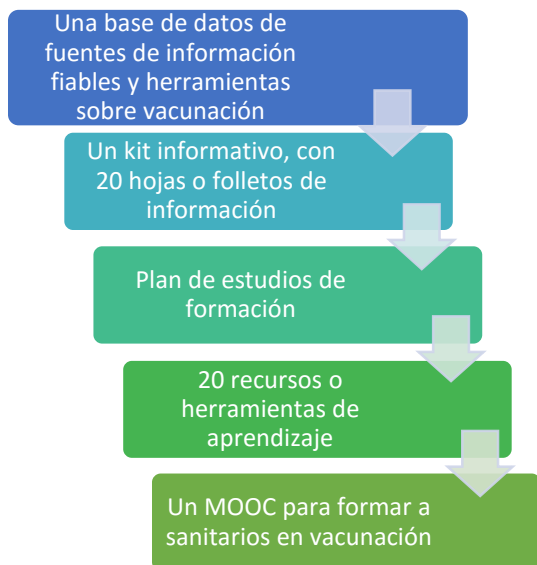 Una base de datos de
fuentes de información
fiables y herramientas
sobre vacunación
Un kit informativo, con
20 hojas o folletos de
información
Plan de estudios de
formación
20 recursos o
herramientas de
aprendizaje
Un MOOC para formar a
sanitarios en vacunación